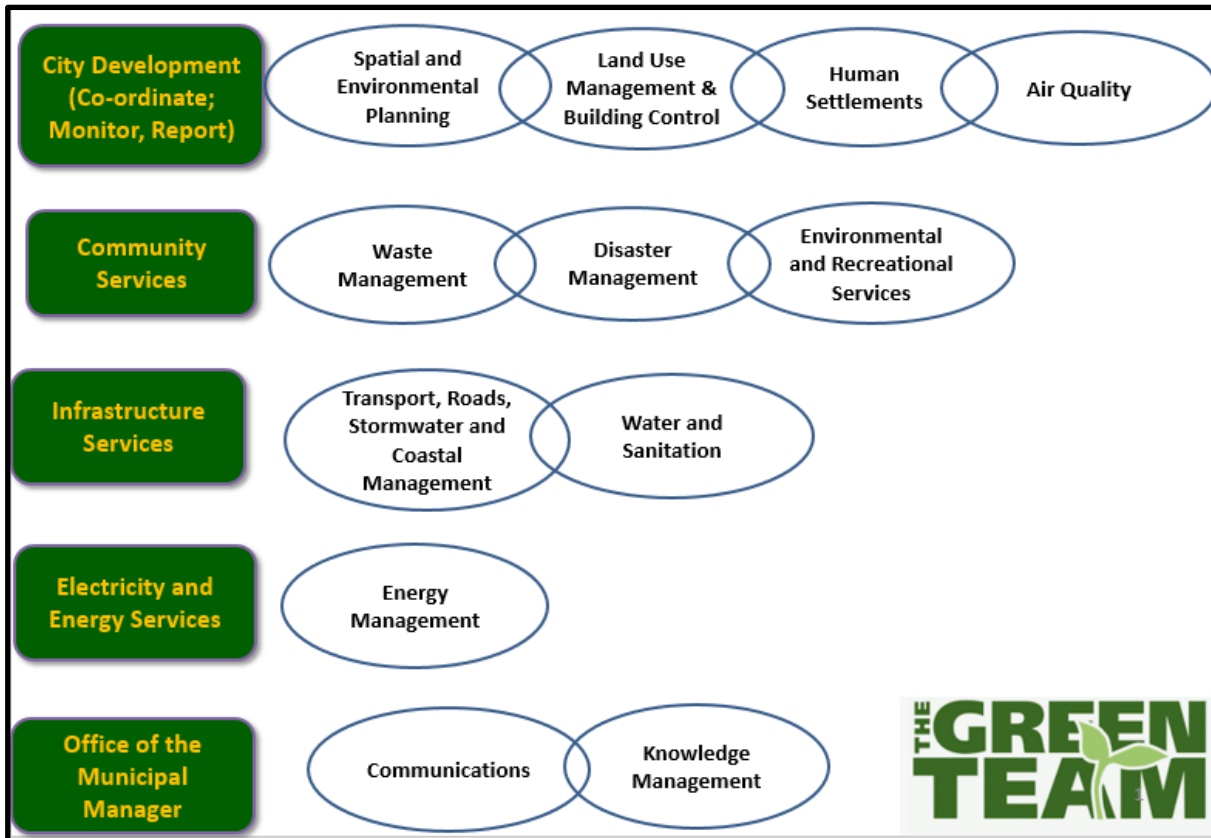 City Development
(Co-ordinate;
Monitor, Report)
Spatial and
Environmental
Planning
Land Use
Management &
Building Control
Human
Settlements
Air Quality
Community
Services
Waste
Management
Disaster
Management
Environmental
and Recreational
Services
Infrastructure
Services
Transport, Roads,
Stormwater and
Coastal
Management
Water and
Sanitation
Electricity and
Energy Services
Energy
Management
Office of the
Municipal
Manager
Communications
Knowledge
Management
THE
GREEN
TEAM
1